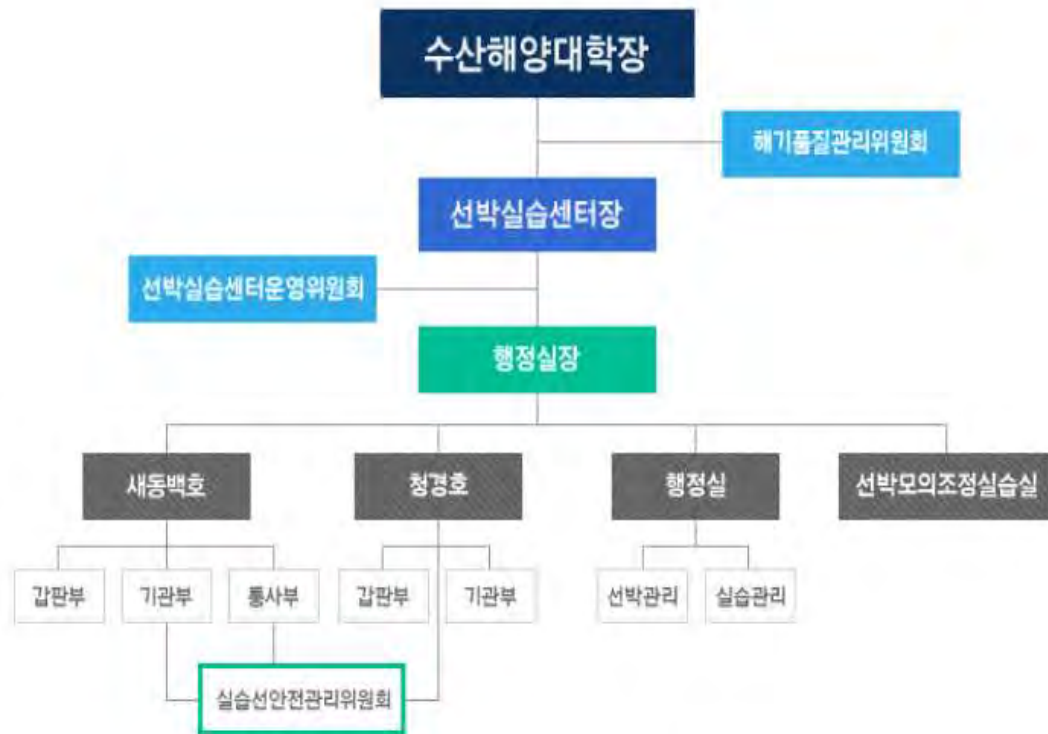 수산해양대학장
해기품질관리위원회
선박실습센터장
선박실습센터운영위원회
행정실장
새동백호
청경호
행정실
선박모의조정실습실
갑판부
기관부
통사부
갑판부
기관부
선박관리
실습관리
실습선안전관리위원회